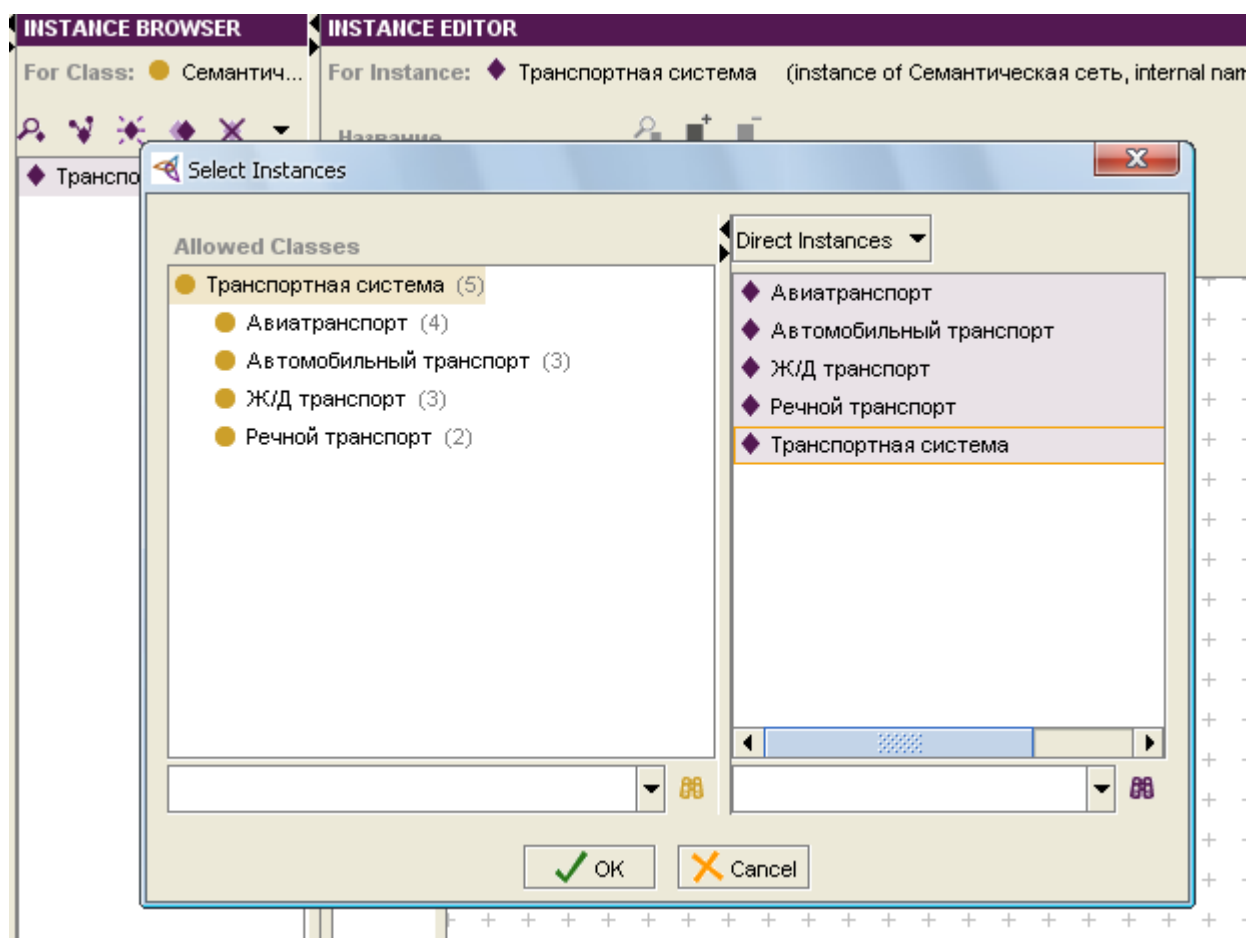 INSTANCE BROWSER
INSTANCE EDITOR
For Class: Семантич...
For Instance: Транспортная система (instance of Семантическая сеть, internal nam
Название
Транспо
Select Instances
Allowed Classes
Direct Instances
Транспортная система (5)
Авиатранспорт (4)
Автомобильный транспорт (3)
Ж/Д транспорт (3)
Речной транспорт (2)
Авиатранспорт
Автомобильный транспорт
Ж/Д транспорт
Речной транспорт
Транспортная система
OK
Cancel